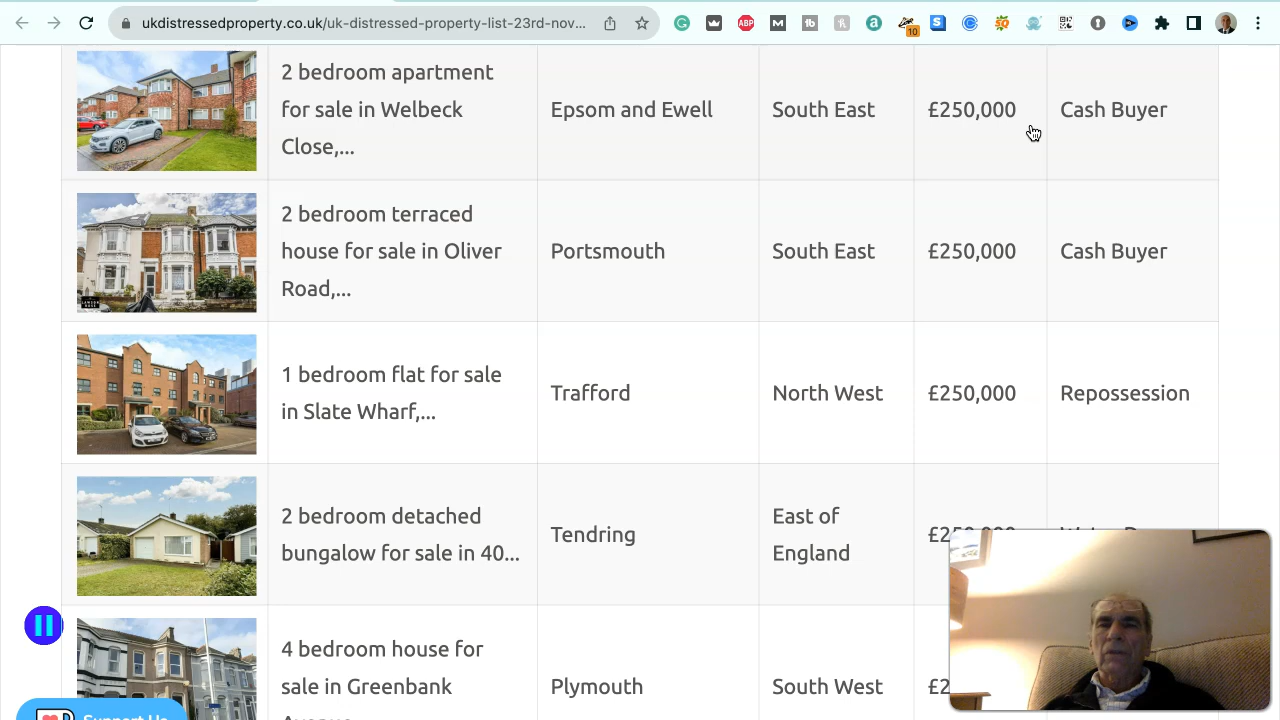 ukdistressedproperty.co.uk/uk-distressed-property-list-23rd-nov...
ABP
10
2 bedroom apartment
for sale in Welbeck
Close,...
Epsom and Ewell
South East
£250,000
Cash Buyer
2 bedroom terraced
house for sale in Oliver
Road,...
Portsmouth
South East
£250,000
Cash Buyer
1 bedroom flat for sale
in Slate Wharf,...
Trafford
North West
£250,000
Repossession
2 bedroom detached
bungalow for sale in 40...
Tendring
East of
England
4 bedroom house for
sale in Greenbank
Plymouth
South West
Support Us